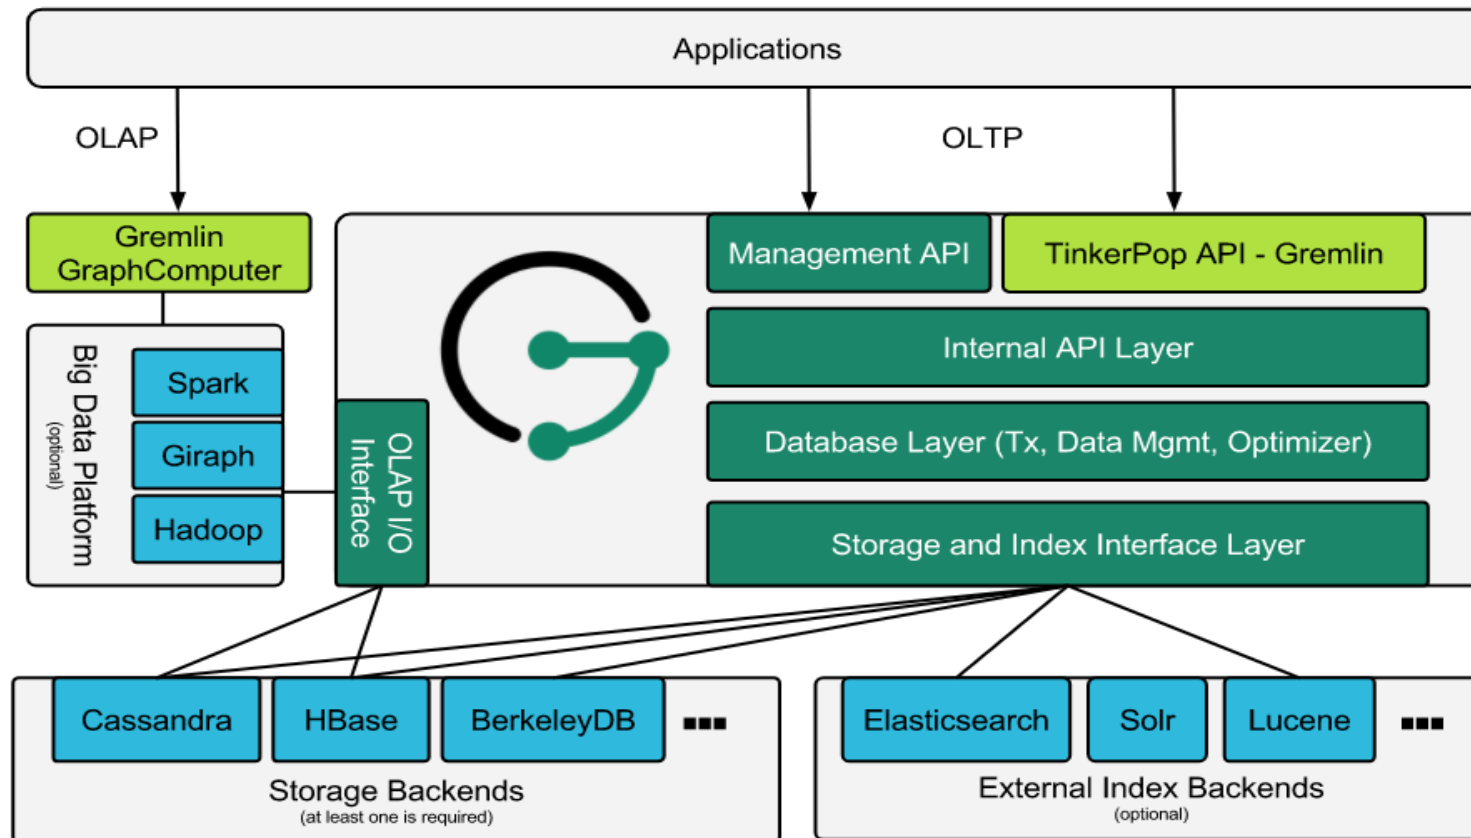 Applications
OLAP
OLTP
Gremlin
GraphComputer
Management API
TinkerPop API - Gremlin
Internal API Layer
Database Layer (Tx, Data Mgmt, Optimizer)
Storage and Index Interface Layer
Big Data Platform
(optional)
Spark
Giraph
Hadoop
OLAP I/O
Interface
Cassandra
HBase
BerkeleyDB
Storage Backends
(at least one is required)
Elasticsearch
Solr
Lucene
External Index Backends
(optional)